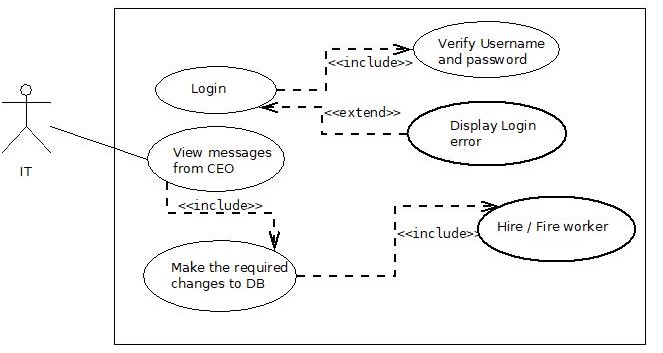 Verify Username
and password
<<include>>
Login
<<extend>>
Display Login
error
IT
View messages
from CEO
<<include>>
Hire / Fire worker
<<include>>
Make the required
changes to DB